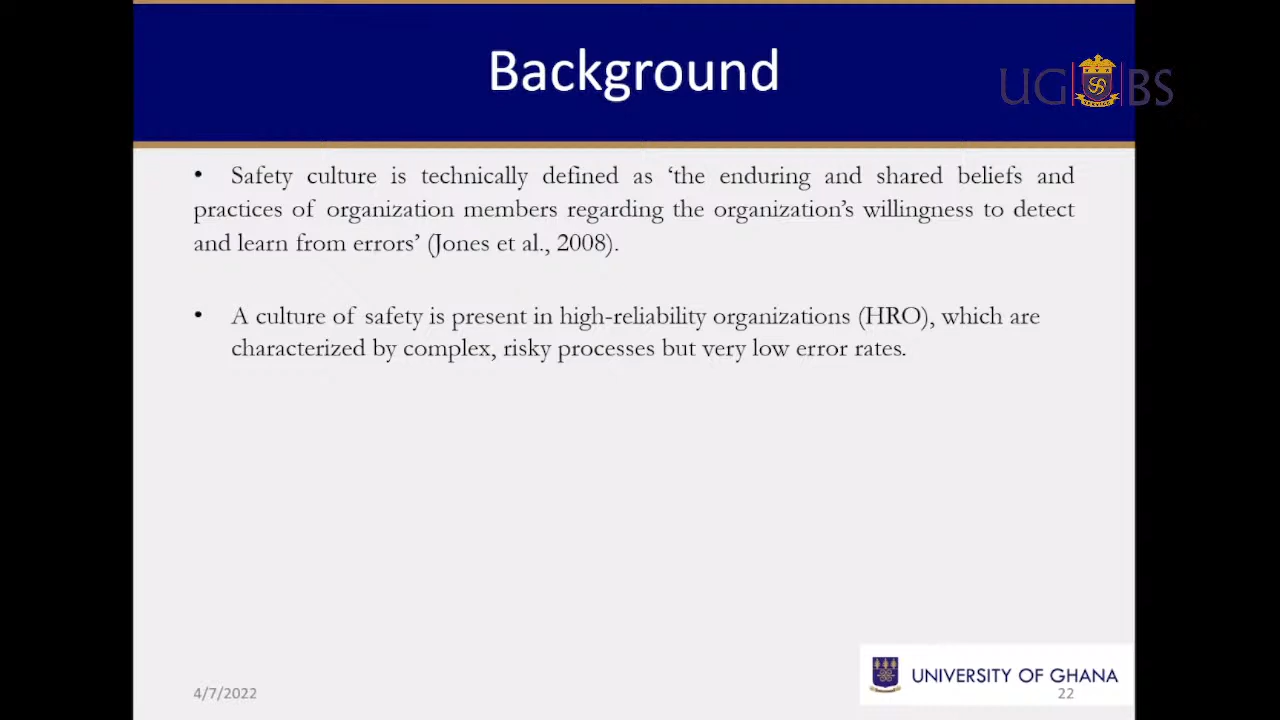 Background
UG BS
• Safety culture is technically defined as ‘the enduring and shared beliefs and
practices of organization members regarding the organization’s willingness to detect
and learn from errors’ (Jones et al., 2008).
• A culture of safety is present in high-reliability organizations (HRO), which are
characterized by complex, risky processes but very low error rates.
4/7/2022
UNIVERSITY OF GHANA
22